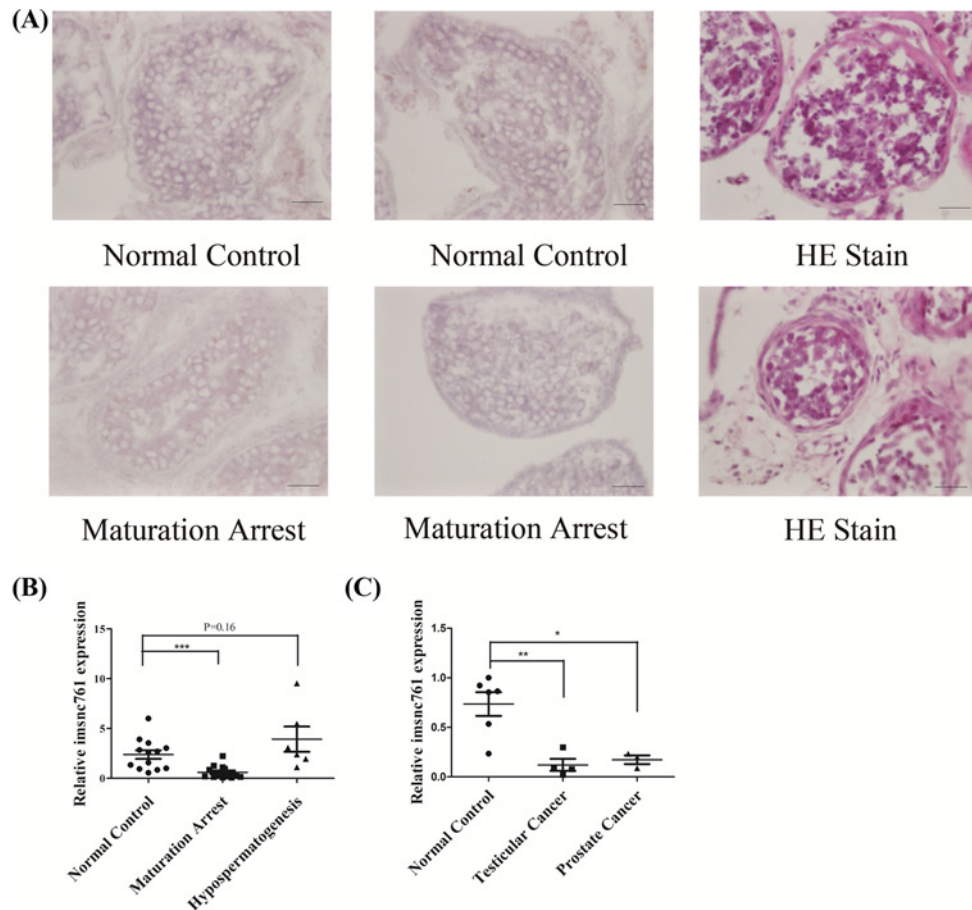 (A)
Normal Control
Normal Control
HE Stain
Maturation Arrest
Maturation Arrest
HE Stain
(B)
Relative imsnc761 expression
15
10
5
0
P=0.16
***
Normal Control
Maturation Arrest
Hypospermatogenesis
(C)
Relative imsnc761 expression
1.5
1.0
0.5
0.0
*
**
Normal Control
Testicular Cancer
Prostate Cancer